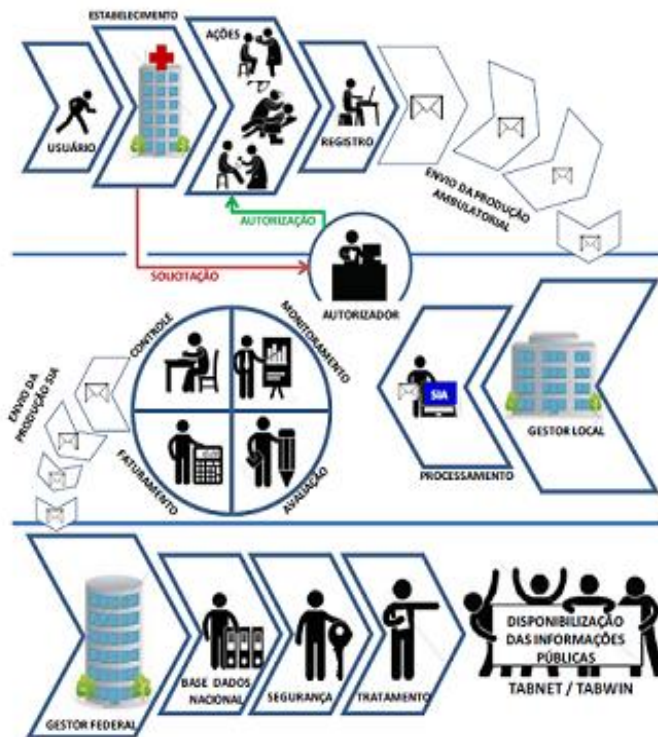 ESTABELECIMENTO
AÇÕES
USUÁRIO
REGISTRO
ENVIO DA PRODUÇÃO
AMBULATORIAL
AUTORIZAÇÃO
SOLICITAÇÃO
AUTORIZADOR
CONTROLE
MONITORAMENTO
FATURAMENTO
AVALIAÇÃO
ENVIO DA
PRODUÇÃO SIA
SIA
PROCESSAMENTO
GESTOR LOCAL
GESTOR FEDERAL
BASE DADOS
NACIONAL
SEGURANÇA
TRATAMENTO
DISPONIBILIZAÇÃO
DAS INFORMAÇÕES
PÚBLICAS
TABNET / TABWIN